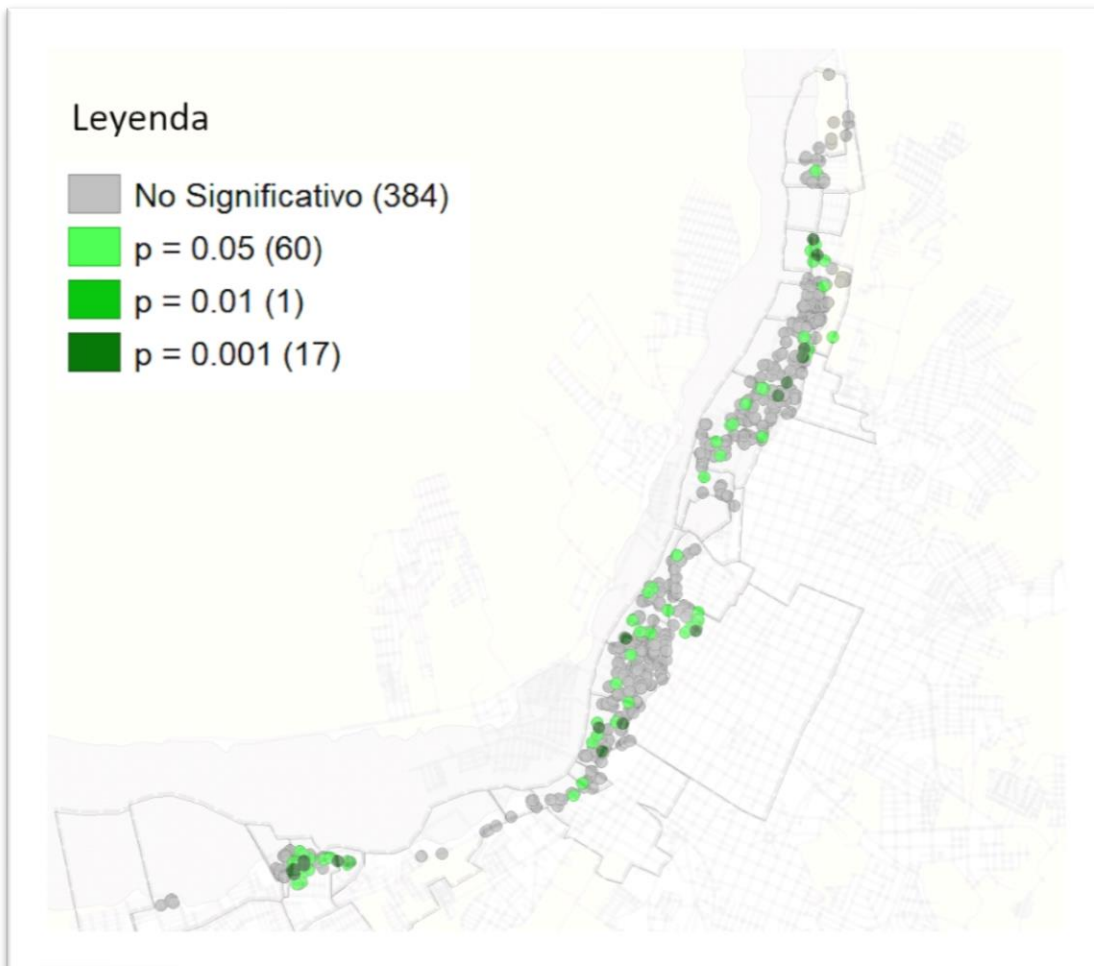 Leyenda
No Significativo (384)
p = 0.05 (60)
p = 0.01 (1)
p = 0.001 (17)